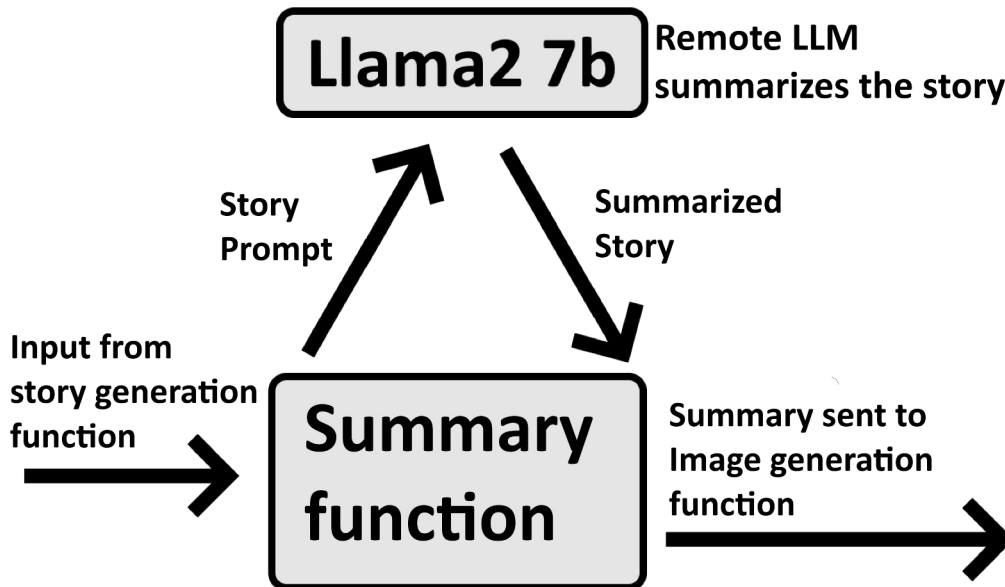 Llama2 7b
Remote LLM
summarizes the story
Story
Prompt
Summarized
Story
Input from
story generation
function
Summary
function
Summary sent to
Image generation
function